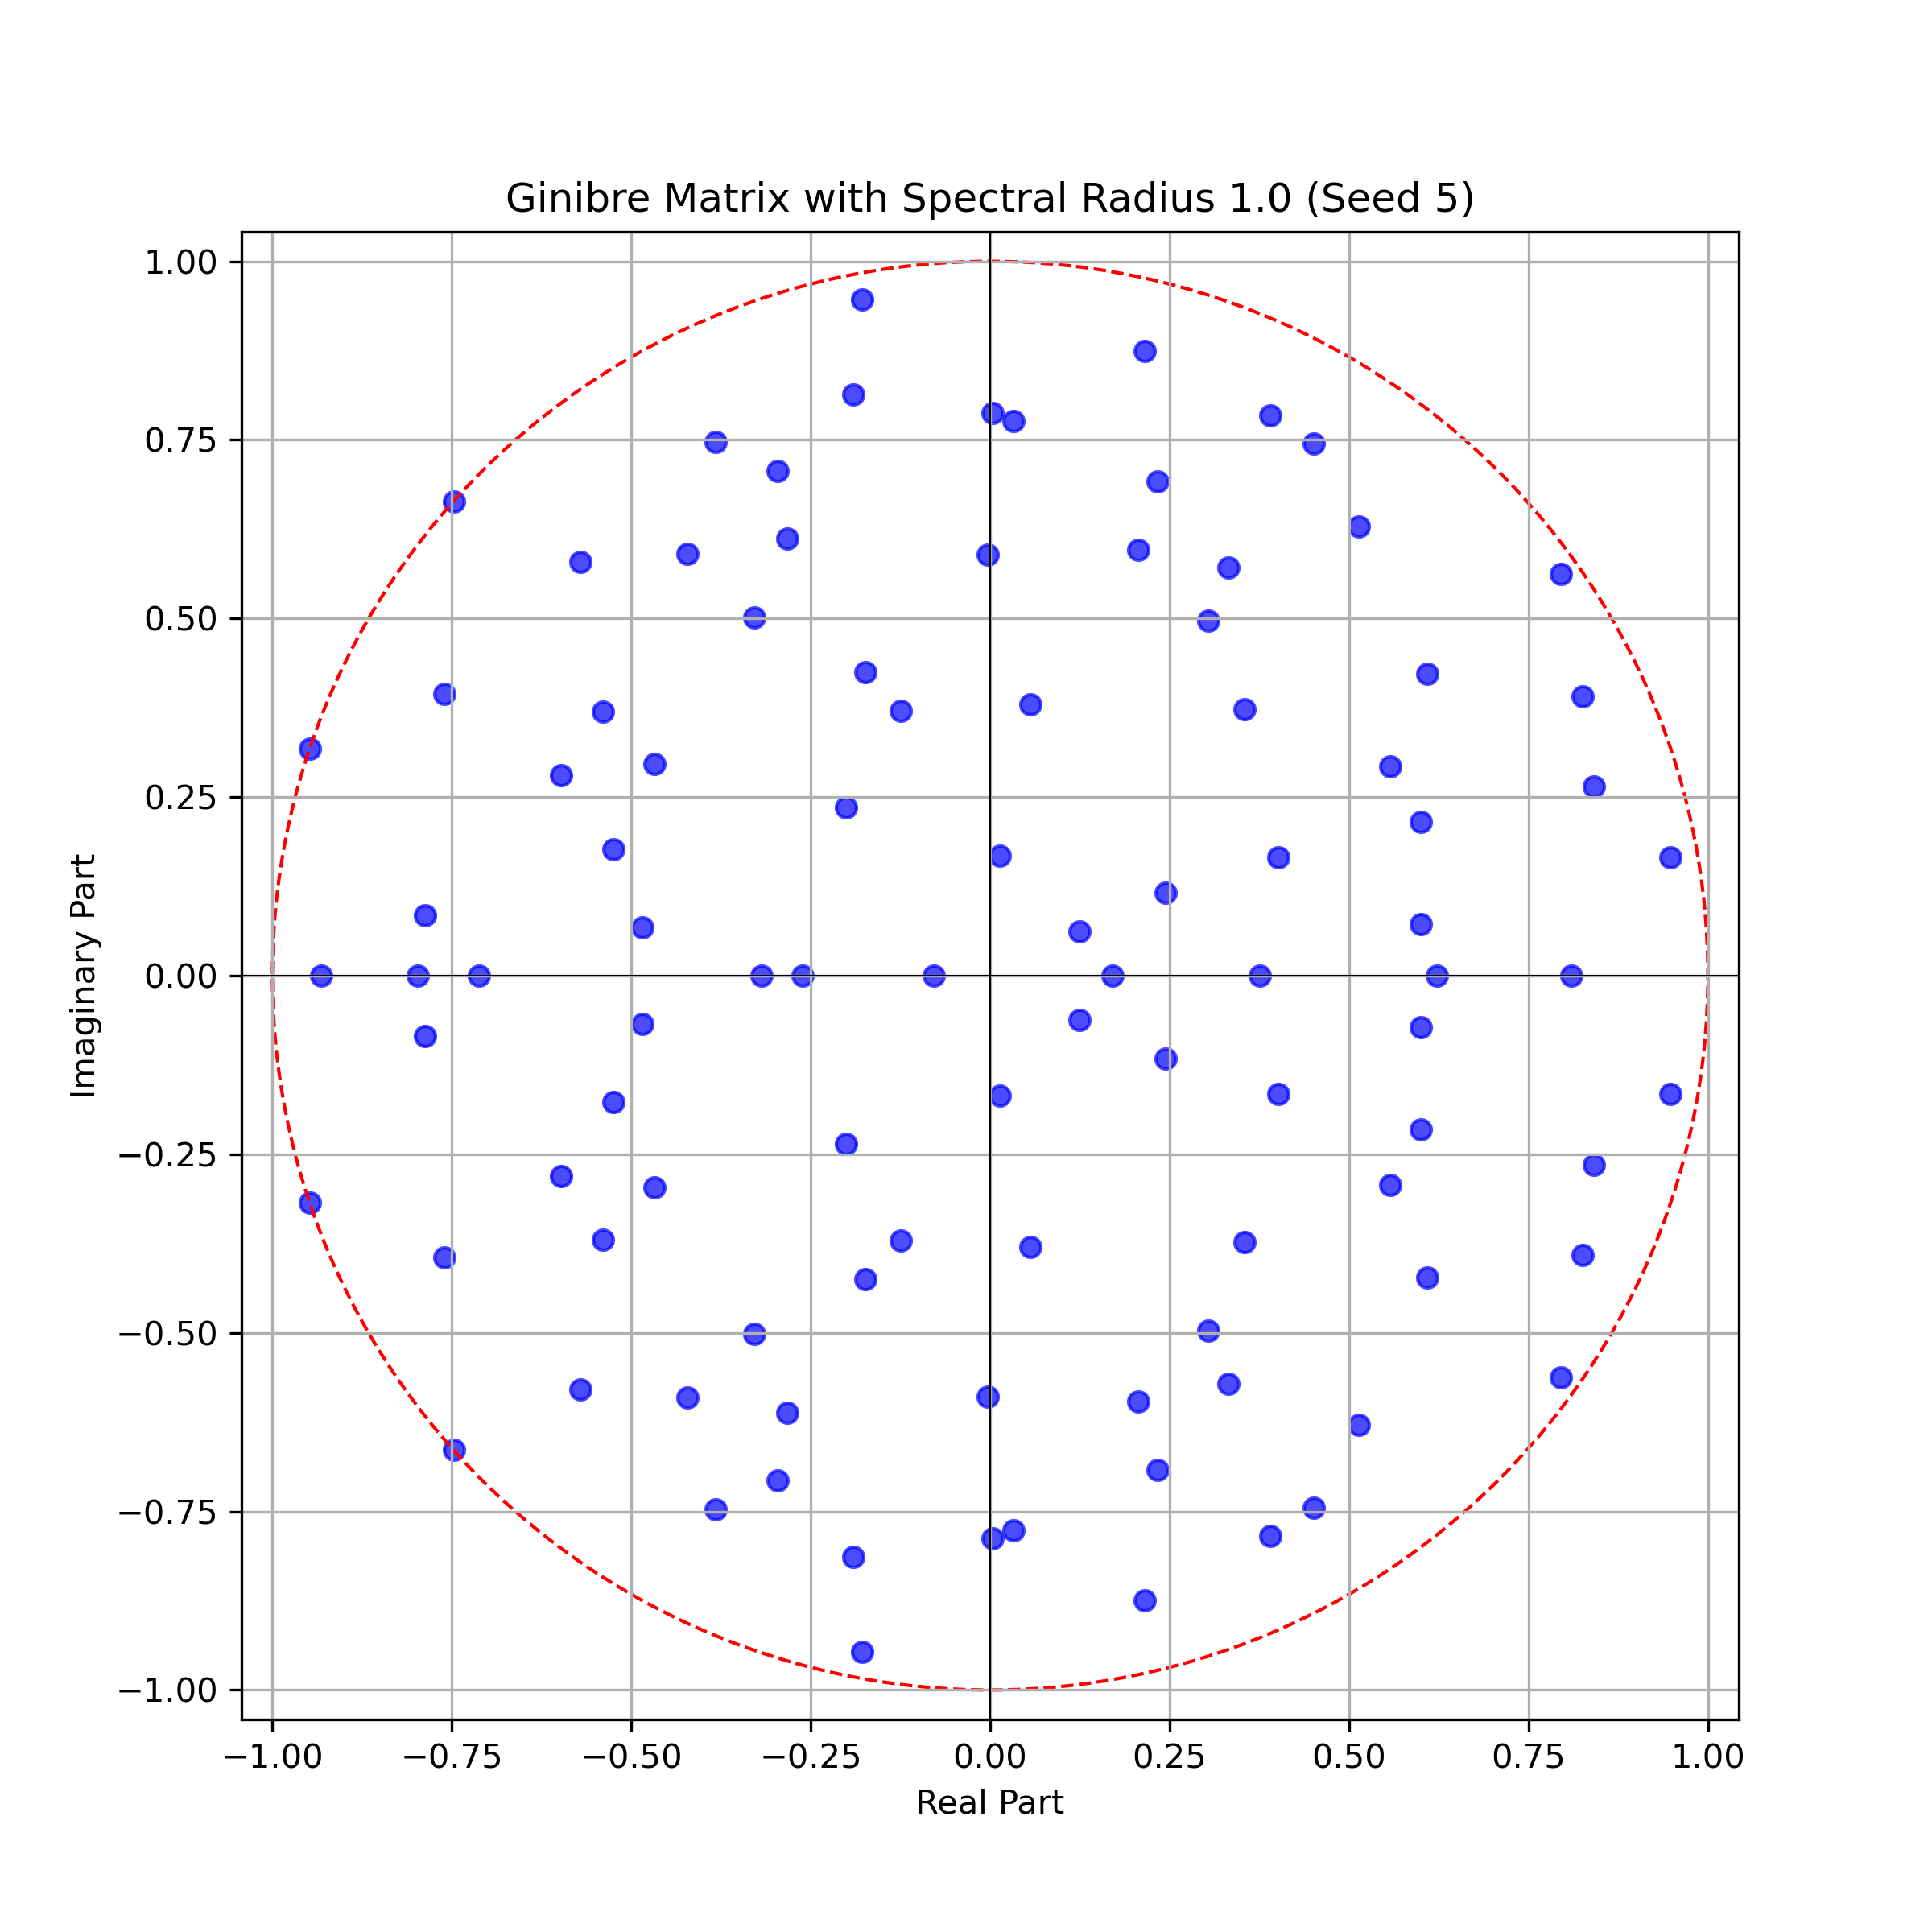 Ginibre Matrix with Spectral Radius 1.0 (Seed 5)
1.00
0.75
0.50
0.25
0.00
−0.25
−0.50
−0.75
−1.00
Imaginary Part
−1.00 −0.75 −0.50 −0.25 0.00 0.25 0.50 0.75 1.00
Real Part